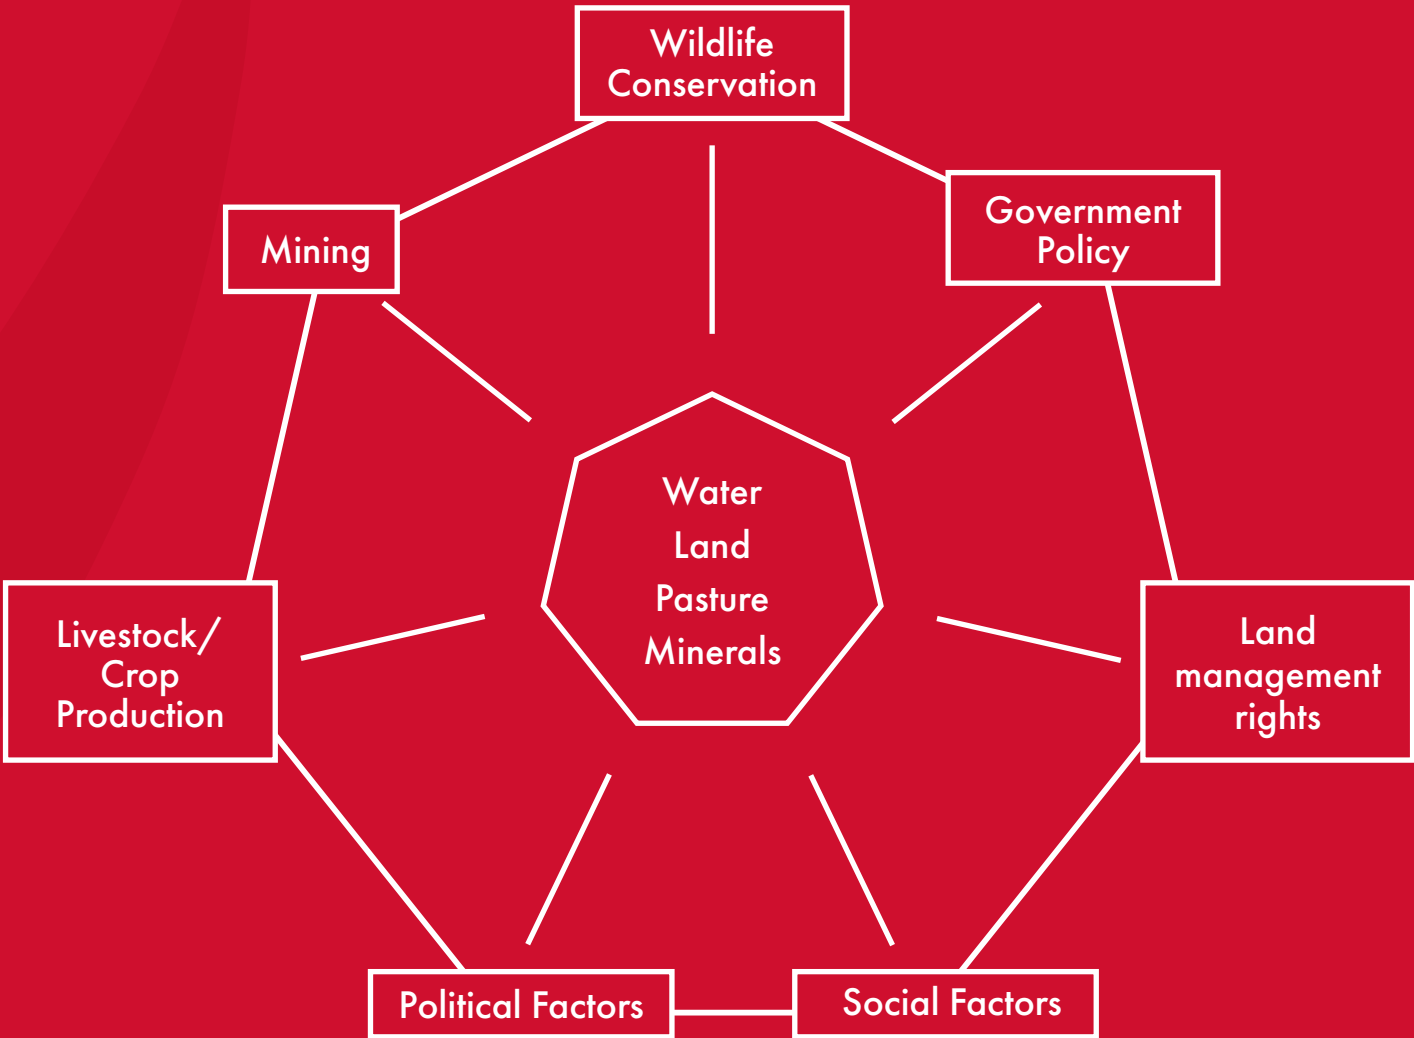 Wildlife
Conservation
Government
Policy
Mining
Water
Land
Pasture
Minerals
Livestock/
Crop
Production
Land
management
rights
Political Factors
Social Factors